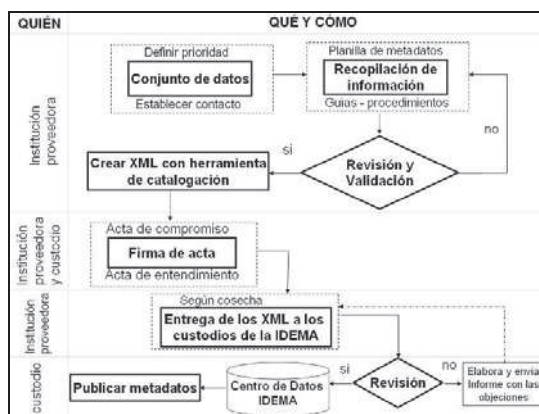 QUIÉN
QUÉ Y CÓMO
Institución
proveedora
Definir prioridad
Conjunto de datos
Establecer contacto
Planilla de metadatos
Recopilación de
información
Guias - procedimientos
no
si
Revisión y
Validación
Crear XML con herramienta
de catalogación
Institución
proveedora
y custodio
Acta de compromiso
Firma de acta
Acta de entendimiento
Institución
proveedora
Según cosecha
Entrega de los XML a los
custodios de la IDEMA
custodio
Publicar metadatos
Centro de Datos
IDEMA
si
Revisión
no
Elabora y envia
Informe con las
objeciones